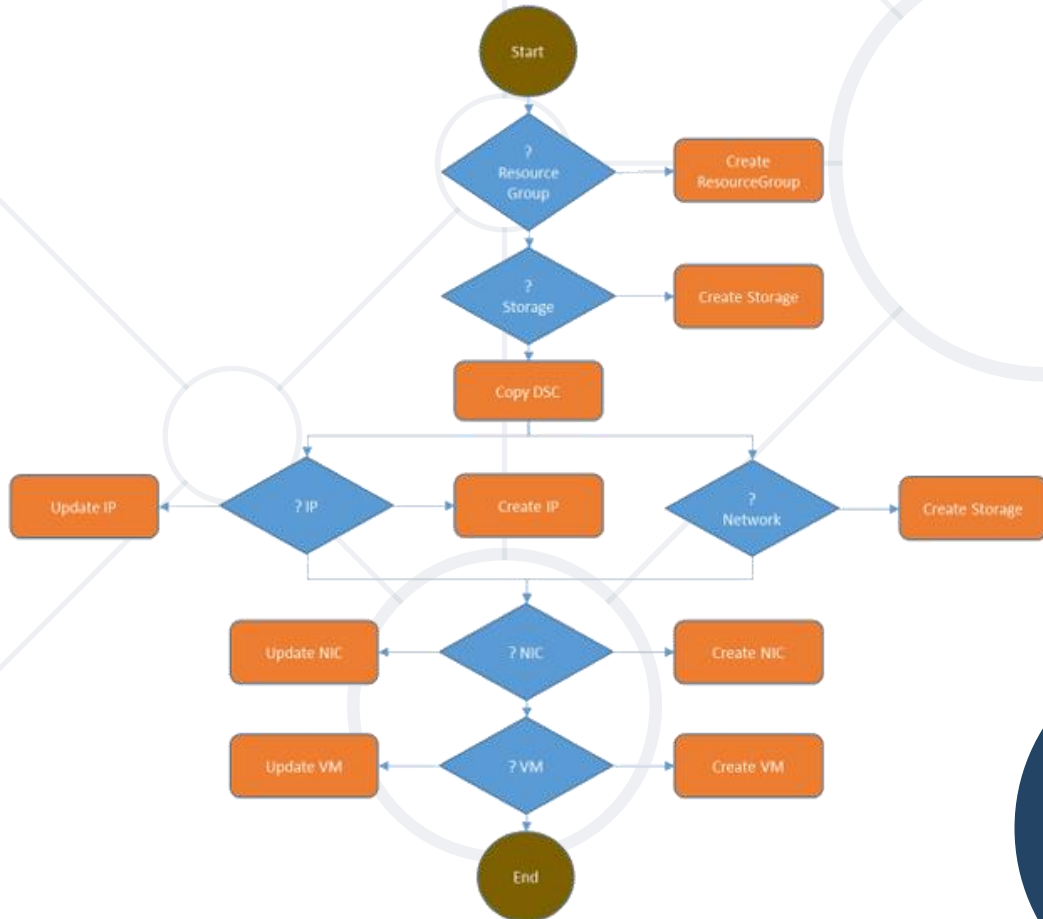 Start
?
Resource
Group
Create
ResourceGroup
?
Storage
Create Storage
Copy DSC
Update IP
? IP
Create IP
?
Network
Create Storage
Update NIC
? NIC
Create NIC
Update VM
? VM
Create VM
End